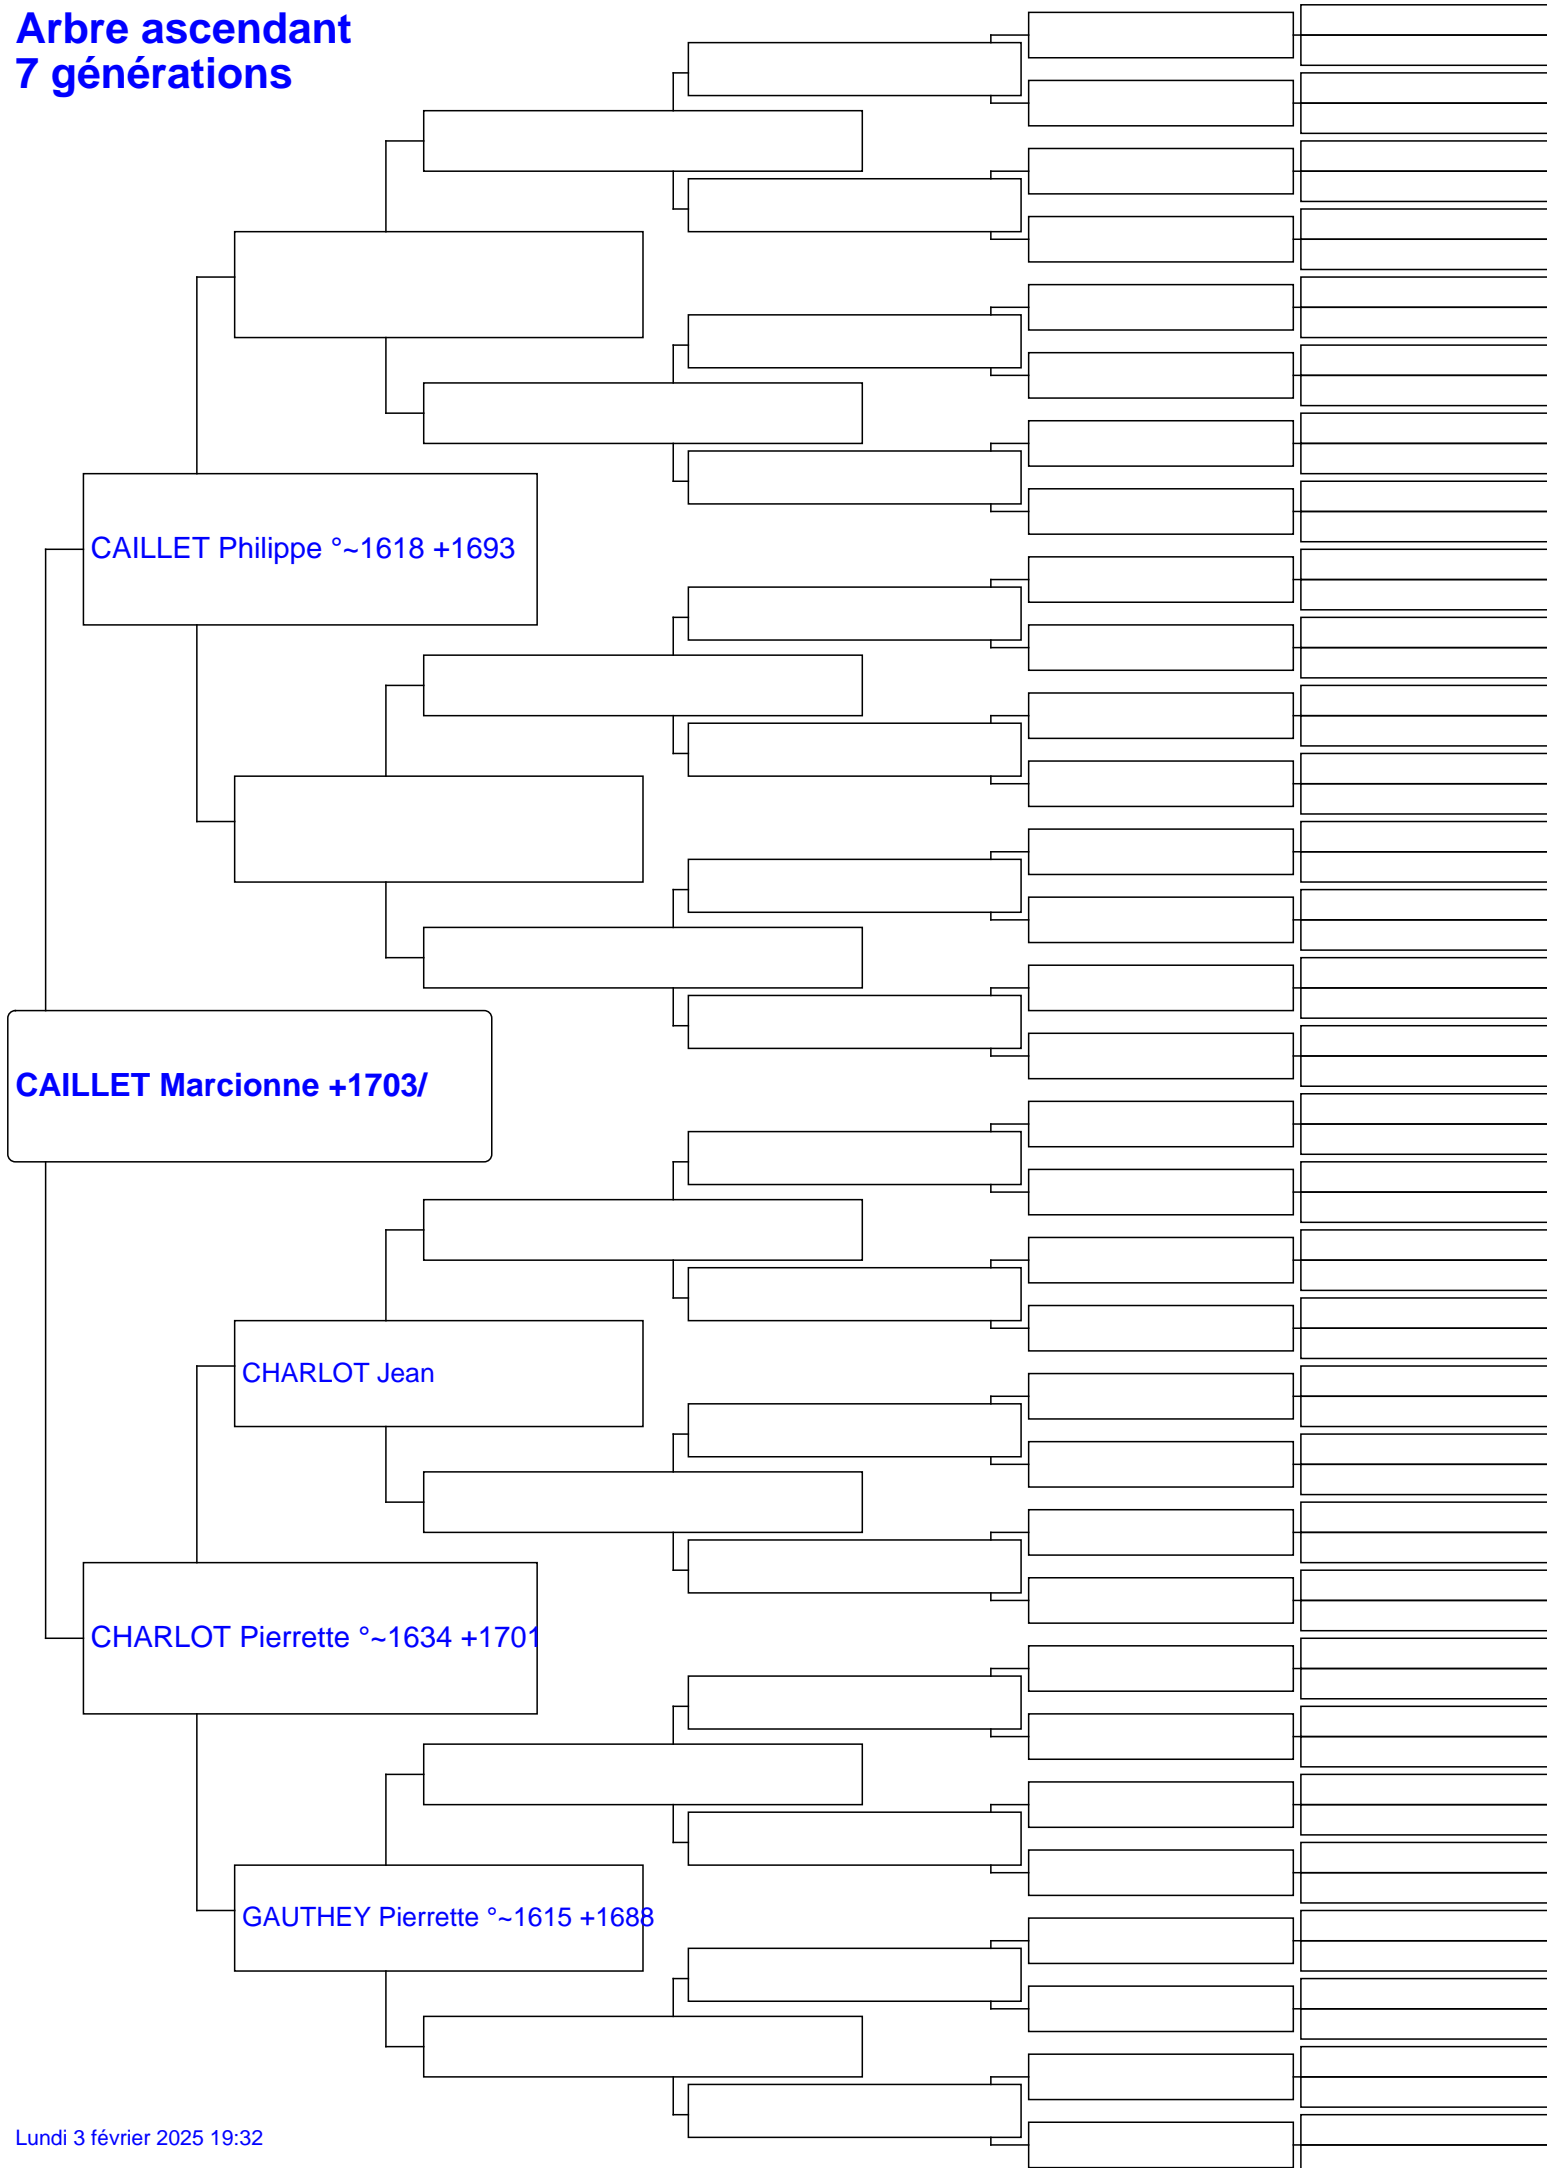 Arbre ascendant
7 générations
CAILLET Philippe °~1618 +1693
CAILLET Marcionne +1703/
CHARLOT Jean
CHARLOT Pierrette °~1634 +1701
GAUTHEY Pierrette °~1615 +1688
Lundi 3 février 2025 19:32